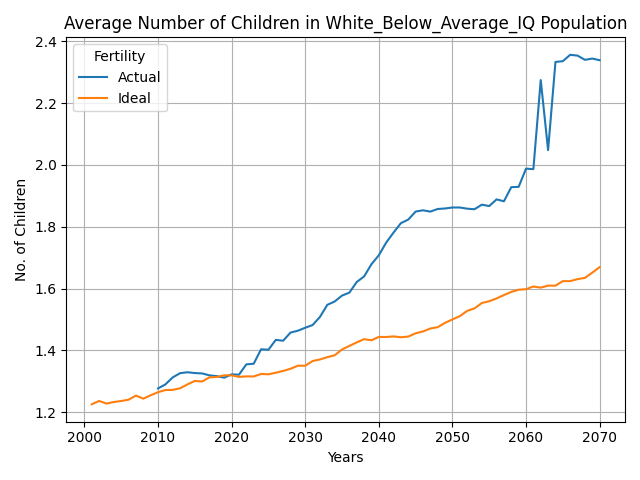 Average Number of Children in White_Below_Average_IQ Population
2.4
2.2
2.0
1.8
1.6
1.4
1.2
No. of Children
Fertility
Actual
Ideal
2000 2010 2020 2030 2040 2050 2060 2070
Years